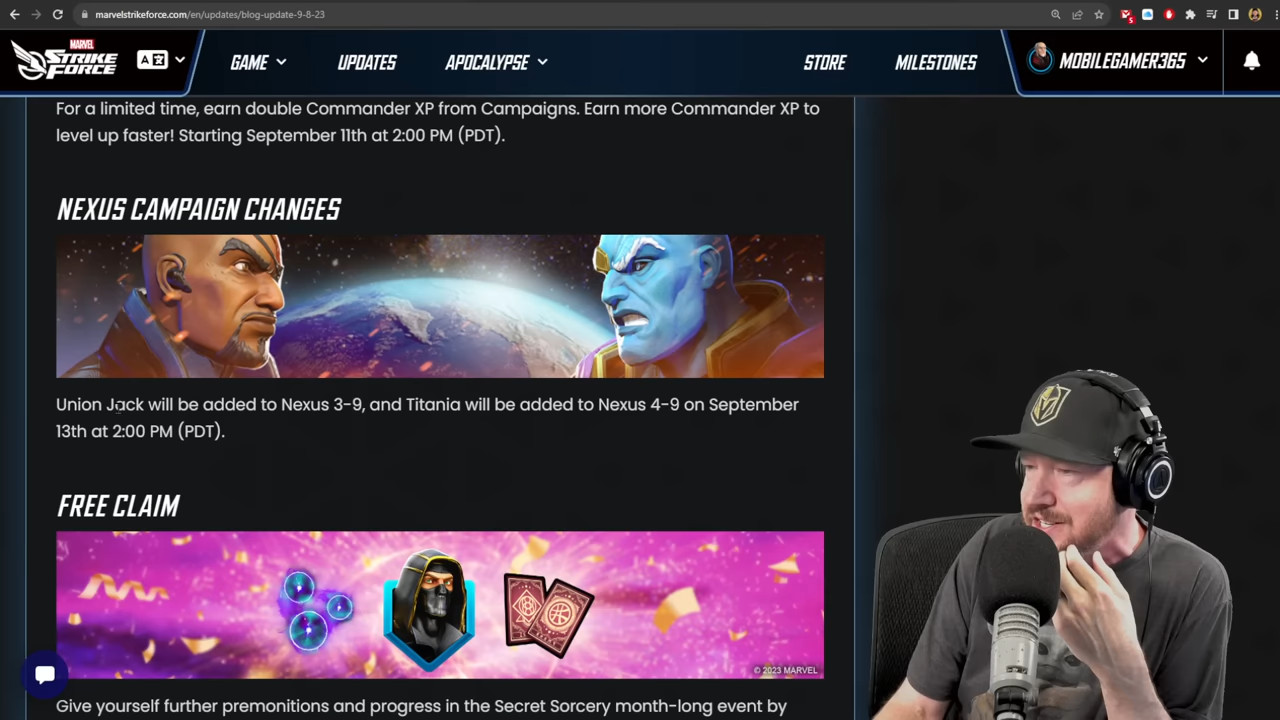 marvelstrikeforce.com/en/updates/blog-update-9-8-23
5
MARVEL
STRIKE
FORCE
GAME
UPDATES
APOCALYPSE
STORE
MILESTONES
MOBILEGAMER365
For a limited time, earn double Commander XP from Campaigns. Earn more Commander XP to
level up faster! Starting September 11th at 2:00 PM (PDT).
NEXUS CAMPAIGN CHANGES
Union Jack will be added to Nexus 3-9, and Titania will be added to Nexus 4-9 on September
13th at 2:00 PM (PDT).
FREE CLAIM
© 2023 MARVEL
Give yourself further premonitions and progress in the Secret Sorcery month-long event by